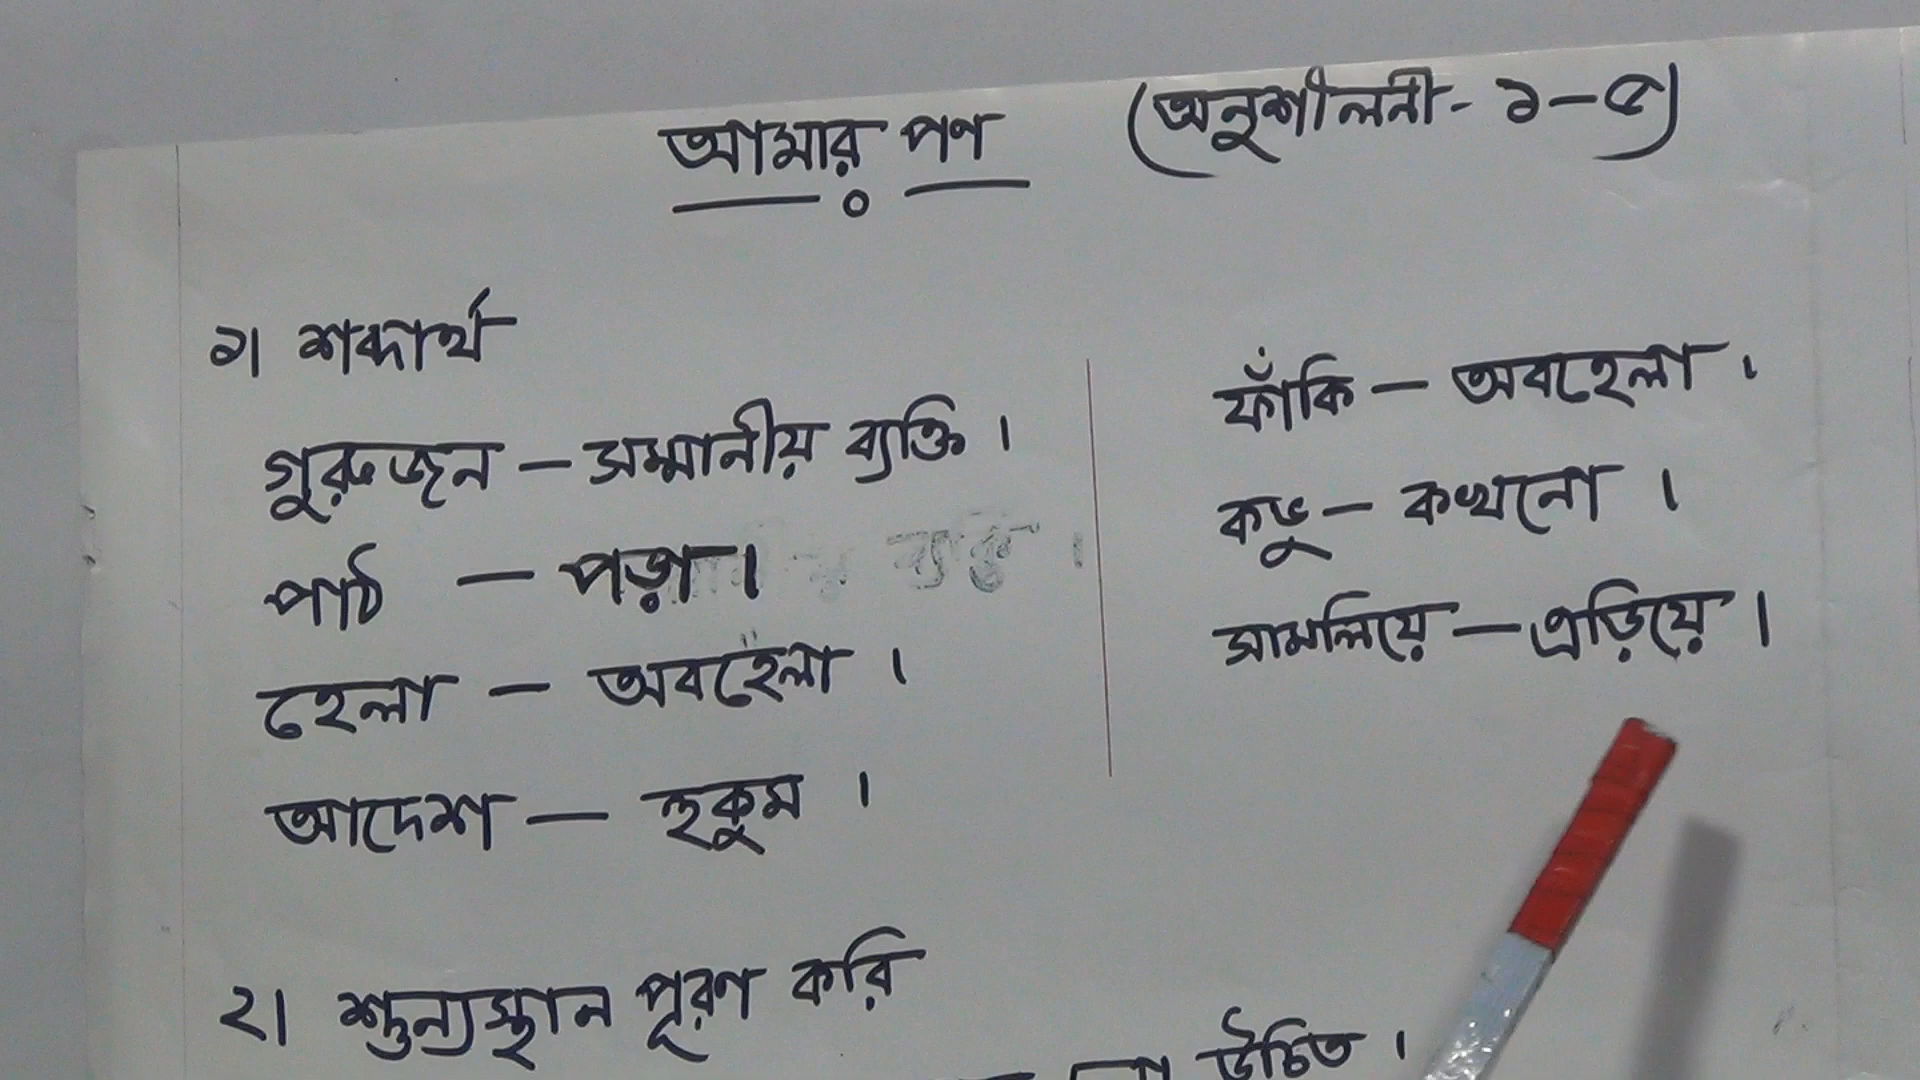 আমার পণ (অনুশীলনী - ১-৫)
১। শব্দার্থ
গুরুজন - সম্মানীয় ব্যক্তি।
পাঠ - পড়া।
হেলা - অবহেলা।
আদেশ - হুকুম।
ফাঁকি - অবহেলা।
কভু - কখনো।
সামলিয়ে - এড়িয়ে।
২। শুন্যস্থান পূরণ করি
উচিত।